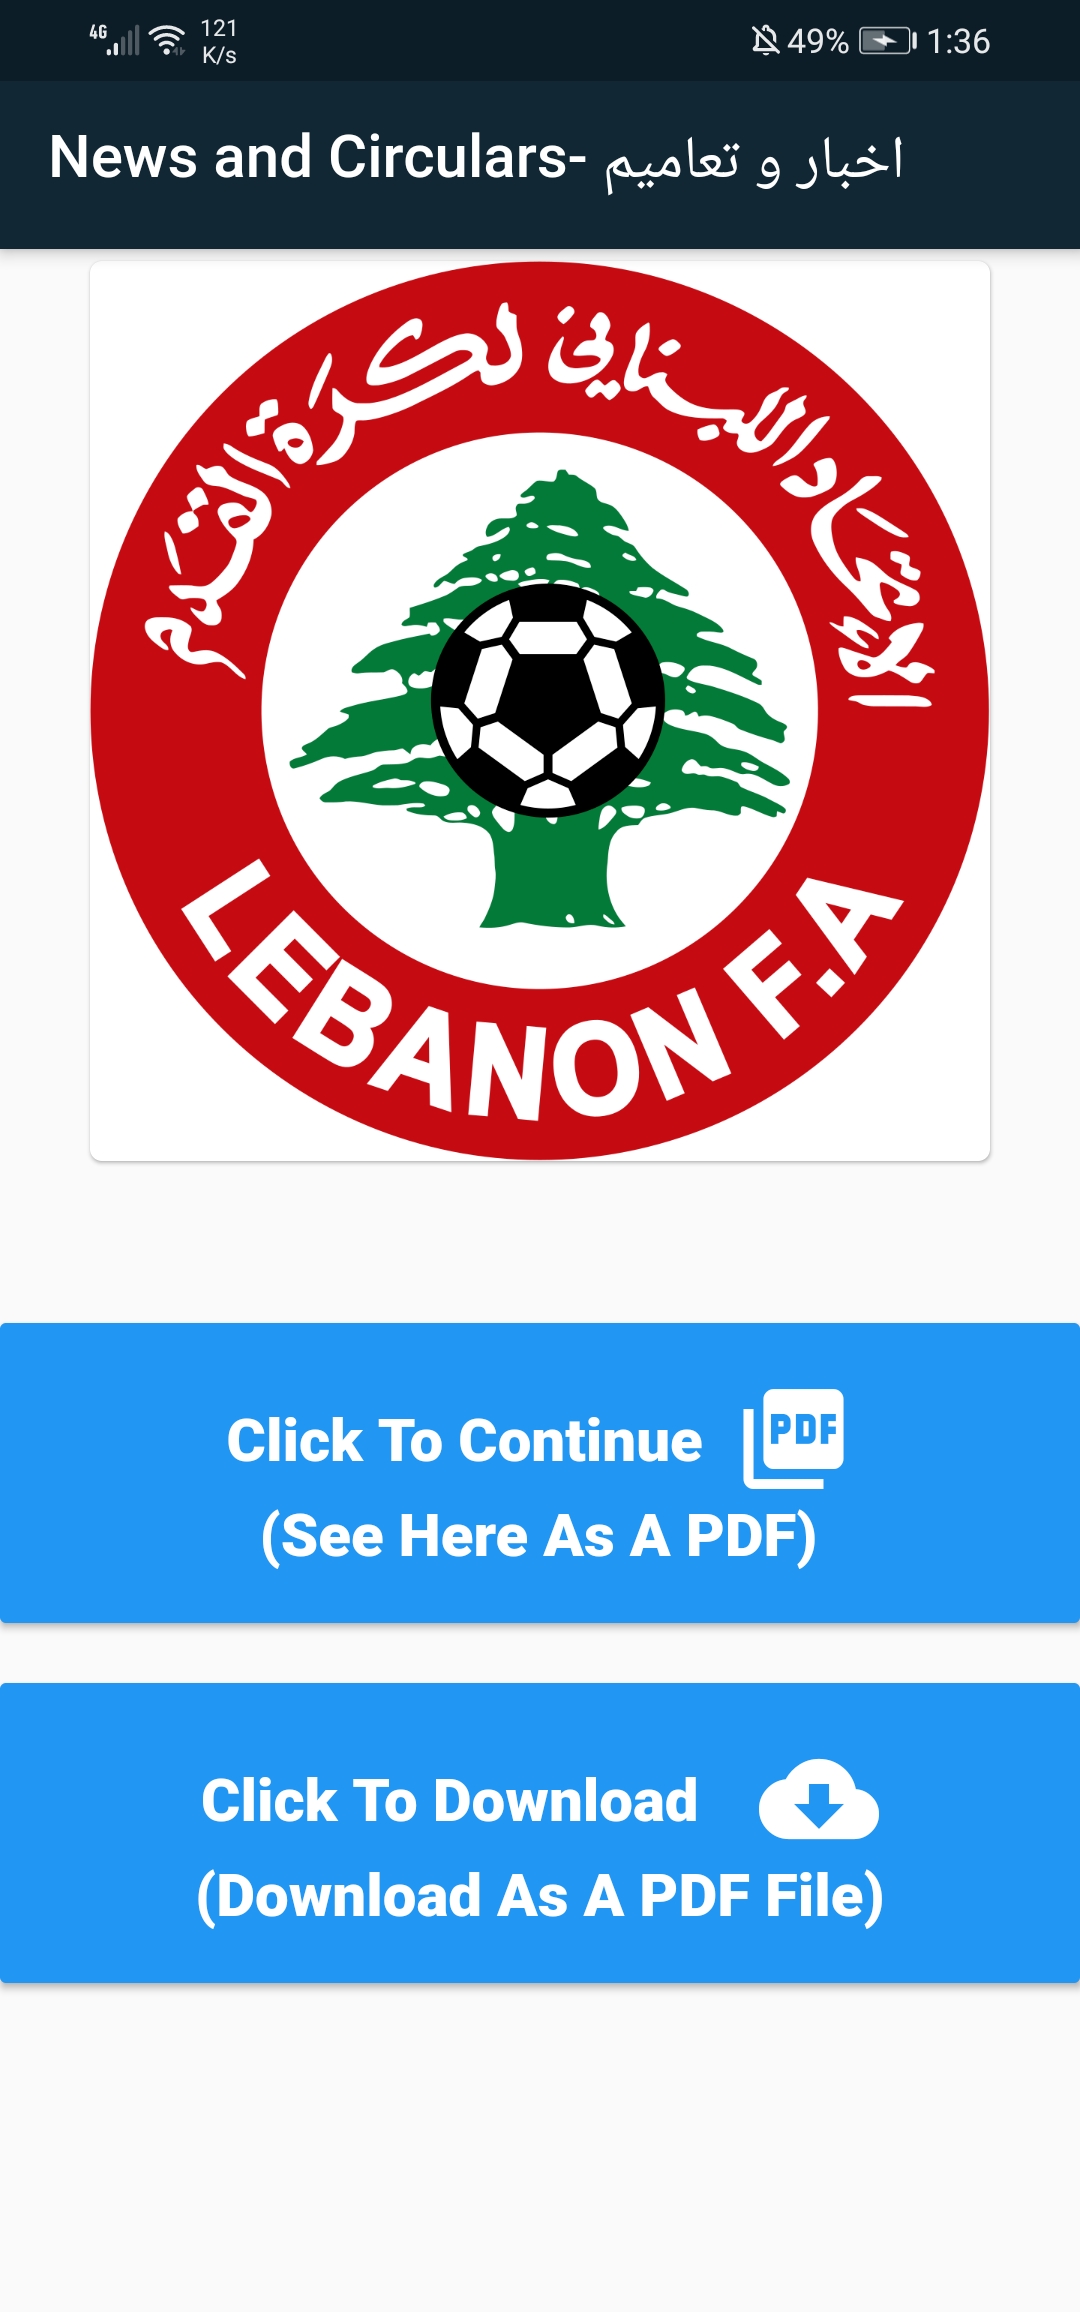 4G
121
K/s
49%
1:36
News and Circulars- اخبار و تعاميم
الاتحاد اللبناني لكرة القدم
LEBANON F.A
Click To Continue
PDF
(See Here As A PDF)
Click To Download
(Download As A PDF File)